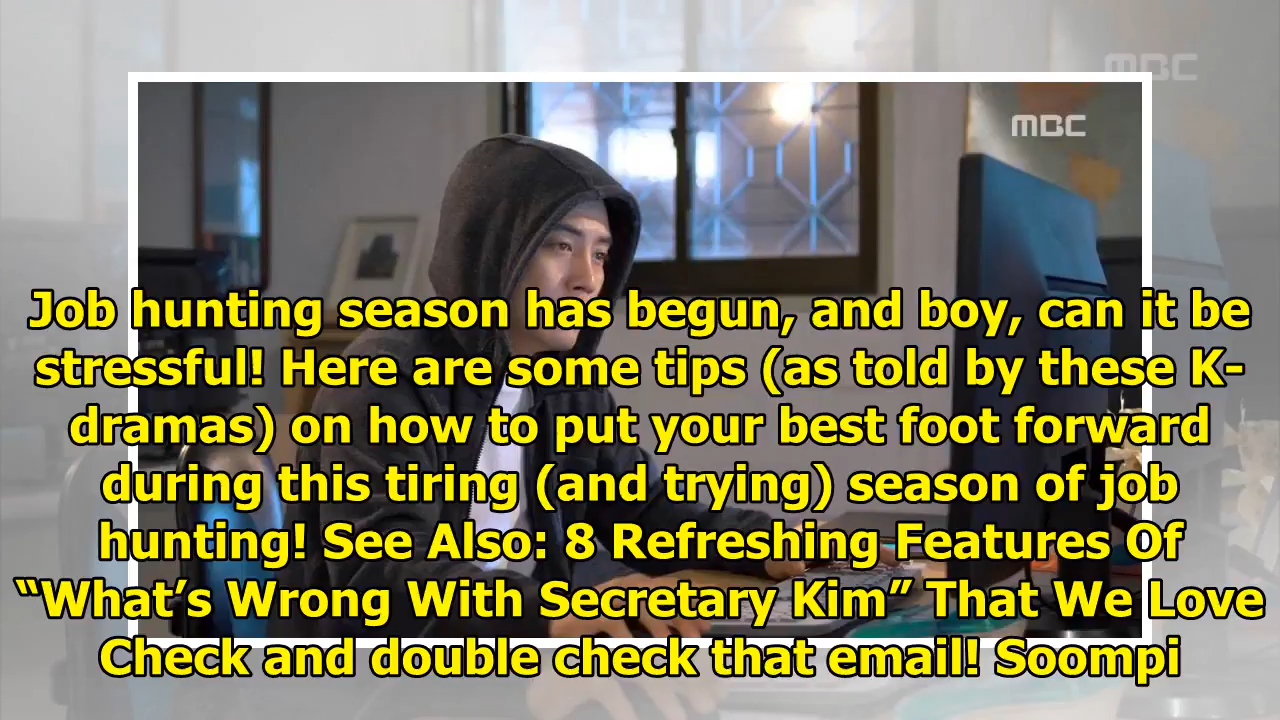 MBC
MBC
Job hunting season has begun, and boy, can it be
stressful! Here are some tips (as told by these K-
dramas) on how to put your best foot forward
during this tiring (and trying) season of job
hunting! See Also: 8 Refreshing Features Of
“What’s Wrong With Secretary Kim” That We Love
Check and double check that email! Soompi